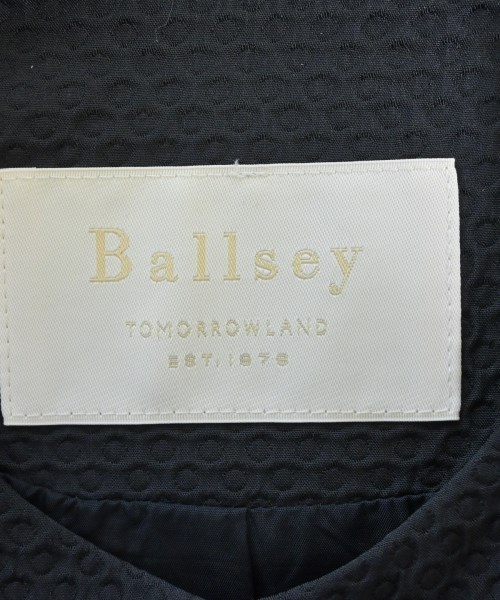 Ballsey
TOMORROWLAND
EST. 1978